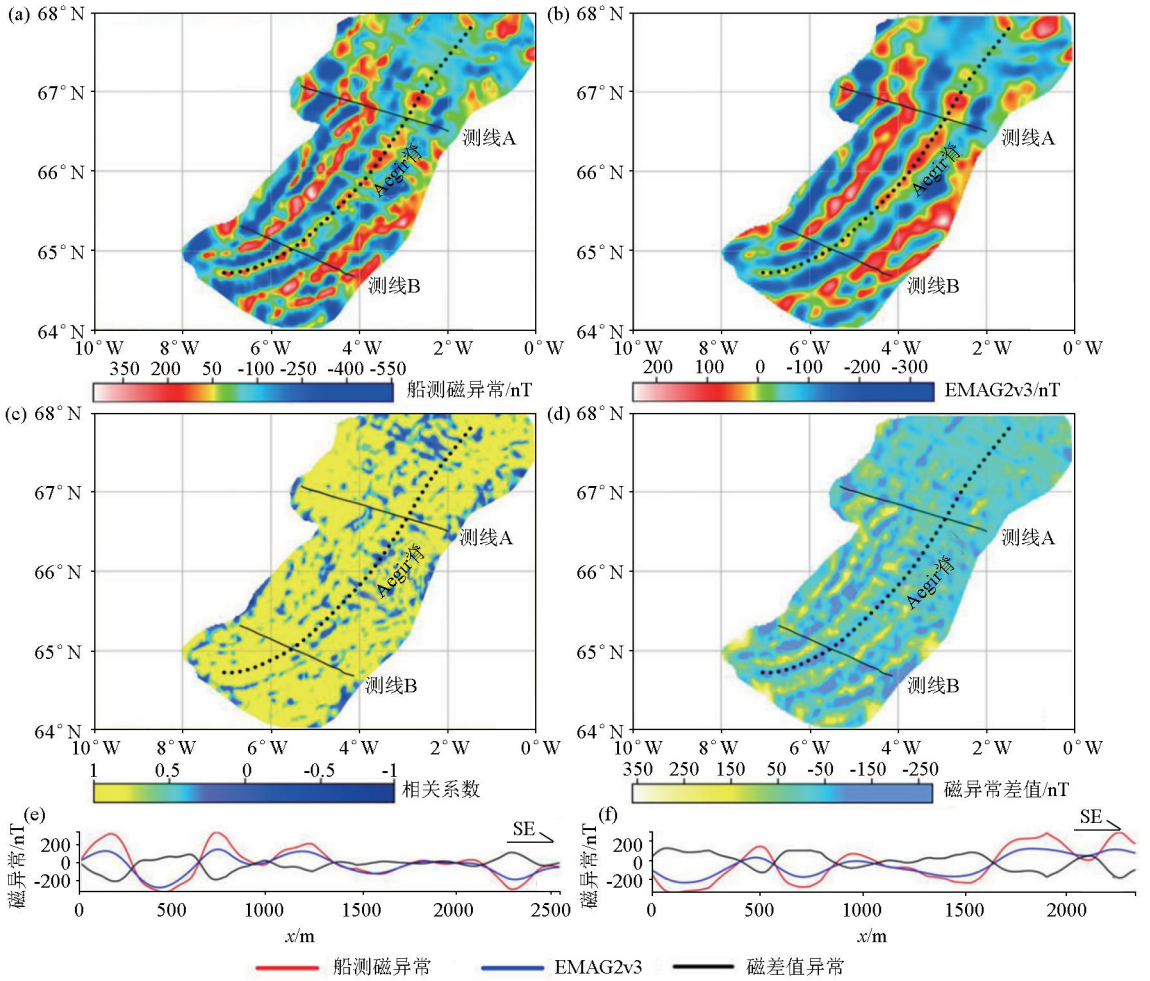 (a)
68°N
67°N
66°N
65°N
64°N
10°W
8°W
6°W
4°W
2°W
0°W
测线A
Aegir脊
测线B
350
200
50
-100
-250
-400
-550
船测磁异常/nT
(b)
68°N
67°N
66°N
65°N
64°N
10°W
8°W
6°W
4°W
2°W
0°W
测线A
Aegir脊
测线B
200
100
0
-100
-200
-300
EMAG2v3/nT
(c)
68°N
67°N
66°N
65°N
64°N
10°W
8°W
6°W
4°W
2°W
0°W
测线A
Aegir脊
测线B
1
0.5
0
-0.5
-1
相关系数
(d)
68°N
67°N
66°N
65°N
64°N
10°W
8°W
6°W
4°W
2°W
0°W
测线A
Aegir脊
测线B
350
250
150
50
-50
-150
-250
磁异常差值/nT
(e)
磁异常/nT
200
0
-200
SE
0
500
1000
1500
2000
2500
x/m
(f)
磁异常/nT
200
0
-200
SE
0
500
1000
1500
2000
x/m
船测磁异常
EMAG2v3
磁差值异常